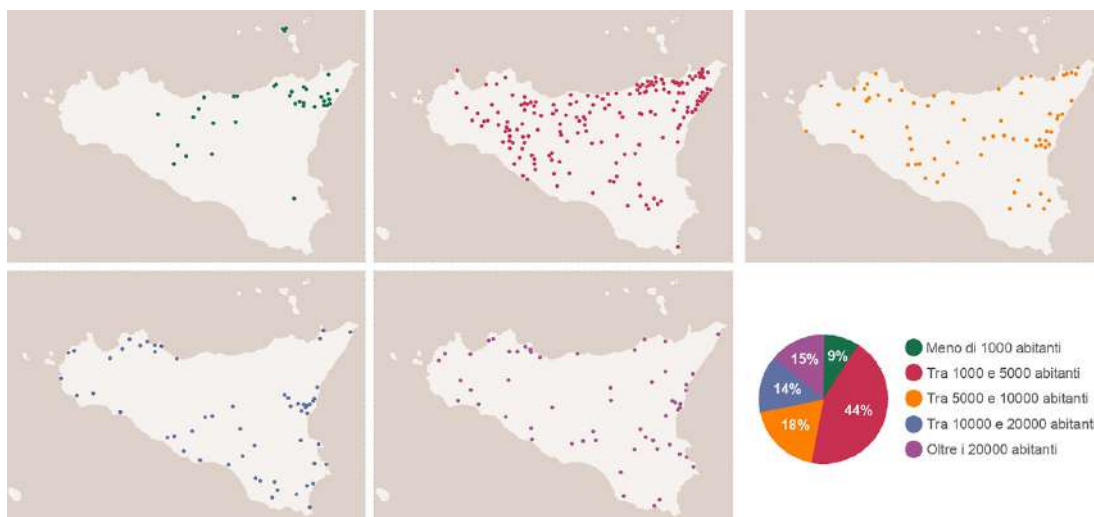 15%
9%
14%
44%
18%
Meno di 1000 abitanti
Tra 1000 e 5000 abitanti
Tra 5000 e 10000 abitanti
Tra 10000 e 20000 abitanti
Oltre i 20000 abitanti